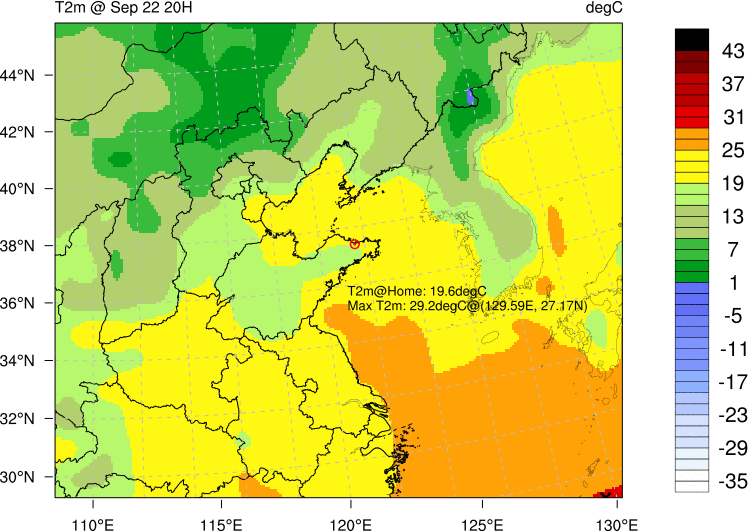 T2m @ Sep 22 20H
degC
44°N
42°N
40°N
38°N
36°N
34°N
32°N
30°N
T2m@Home: 19.6degC
Max T2m: 29.2degC@(129.59E, 27.17N)
110°E
115°E
120°E
125°E
130°E
43
37
31
25
19
13
7
1
-5
-11
-17
-23
-29
-35